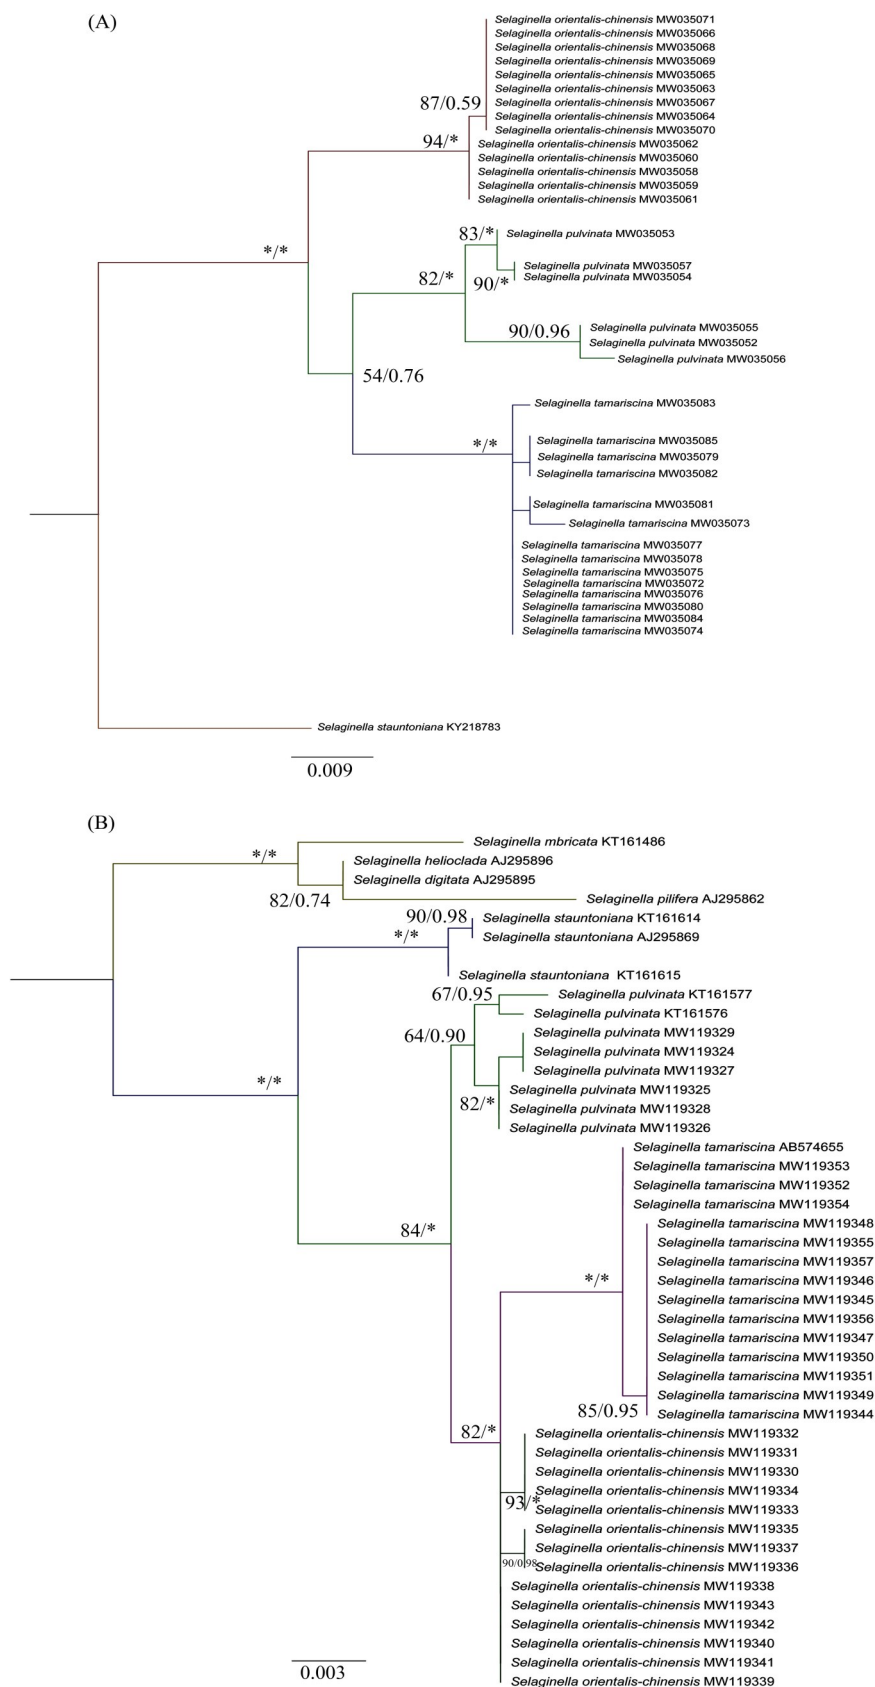 (A)
Selaginella orientalis-chinensis MW035071
Selaginella orientalis-chinensis MW035066
Selaginella orientalis-chinensis MW035068
Selaginella orientalis-chinensis MW035069
Selaginella orientalis-chinensis MW035065
Selaginella orientalis-chinensis MW035063
Selaginella orientalis-chinensis MW035067
87/0.59
Selaginella orientalis-chinensis MW035064
Selaginella orientalis-chinensis MW035070
94/*
Selaginella orientalis-chinensis MW035062
Selaginella orientalis-chinensis MW035060
Selaginella orientalis-chinensis MW035058
Selaginella orientalis-chinensis MW035059
Selaginella orientalis-chinensis MW035061
83/*
Selaginella pulvinata MW035053
*/*
Selaginella pulvinata MW035057
82/*
90/*
Selaginella pulvinata MW035054
90/0.96
Selaginella pulvinata MW035055
Selaginella pulvinata MW035052
Selaginella pulvinata MW035056
54/0.76
Selaginella tamariscina MW035083
*/*
Selaginella tamariscina MW035085
Selaginella tamariscina MW035079
Selaginella tamariscina MW035082
Selaginella tamariscina MW035081
Selaginella tamariscina MW035073
Selaginella tamariscina MW035077
Selaginella tamariscina MW035078
Selaginella tamariscina MW035075
Selaginella tamariscina MW035072
Selaginella tamariscina MW035076
Selaginella tamariscina MW035080
Selaginella tamariscina MW035084
Selaginella tamariscina MW035074
Selaginella stauntoniana KY218783
0.009
(B)
Selaginella mbricata KT161486
*/*
Selaginella helioclada AJ295896
Selaginella digitata AJ295895
82/0.74
Selaginella pilifera AJ295862
90/0.98
Selaginella stauntoniana KT161614
*/*
Selaginella stauntoniana AJ295869
Selaginella stauntoniana KT161615
67/0.95
Selaginella pulvinata KT161577
Selaginella pulvinata KT161576
64/0.90
Selaginella pulvinata MW119329
Selaginella pulvinata MW119324
Selaginella pulvinata MW119327
*/*
Selaginella pulvinata MW119325
82/*
Selaginella pulvinata MW119328
Selaginella pulvinata MW119326
Selaginella tamariscina AB574655
Selaginella tamariscina MW119353
Selaginella tamariscina MW119352
Selaginella tamariscina MW119354
84/*
Selaginella tamariscina MW119348
Selaginella tamariscina MW119355
Selaginella tamariscina MW119357
*/*
Selaginella tamariscina MW119346
Selaginella tamariscina MW119345
Selaginella tamariscina MW119356
Selaginella tamariscina MW119347
Selaginella tamariscina MW119350
Selaginella tamariscina MW119351
Selaginella tamariscina MW119349
85/0.95
Selaginella tamariscina MW119344
82/*
Selaginella orientalis-chinensis MW119332
Selaginella orientalis-chinensis MW119331
Selaginella orientalis-chinensis MW119330
Selaginella orientalis-chinensis MW119334
93/*
Selaginella orientalis-chinensis MW119333
Selaginella orientalis-chinensis MW119335
Selaginella orientalis-chinensis MW119337
90/0.98
Selaginella orientalis-chinensis MW119336
Selaginella orientalis-chinensis MW119338
Selaginella orientalis-chinensis MW119343
Selaginella orientalis-chinensis MW119342
Selaginella orientalis-chinensis MW119340
Selaginella orientalis-chinensis MW119341
Selaginella orientalis-chinensis MW119339
0.003